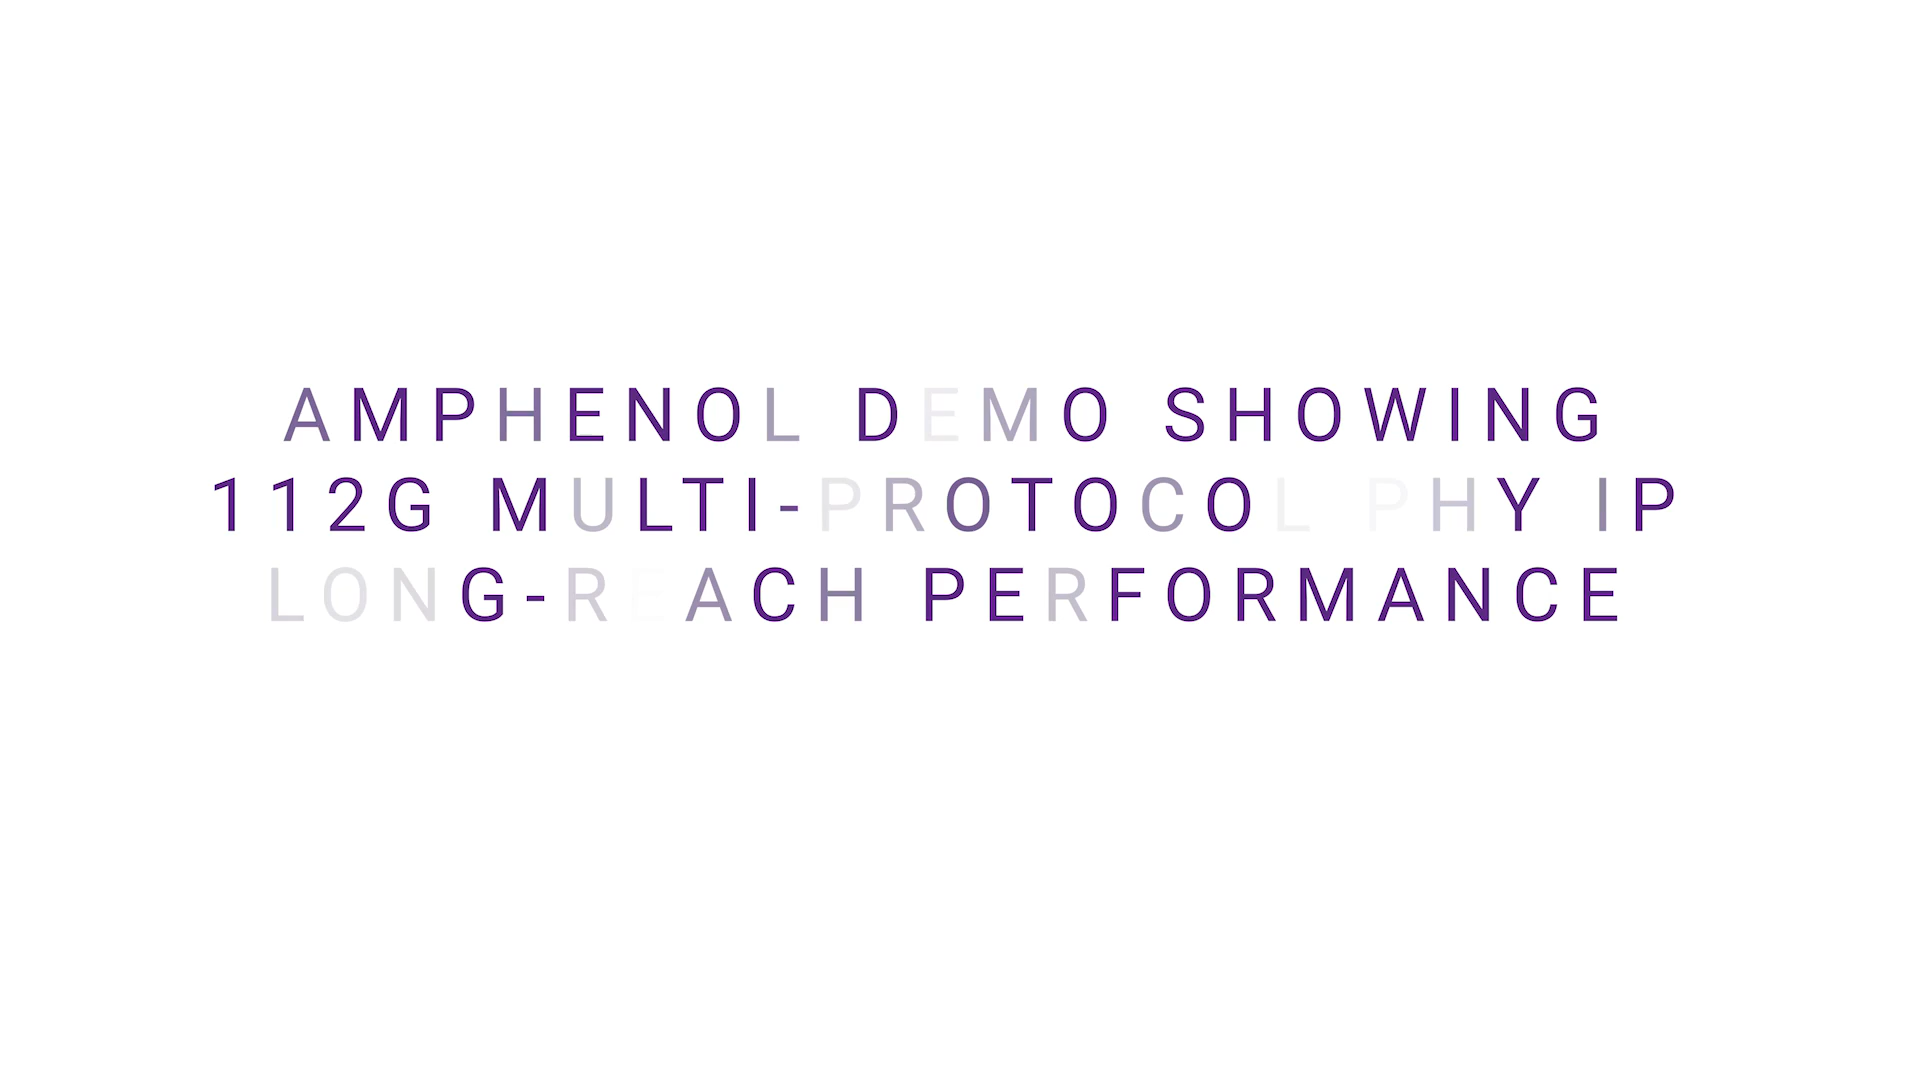 AMPHENOL DEMO SHOWING
112G MULTI-PROTOCOL PHY IP
LONG-REACH PERFORMANCE